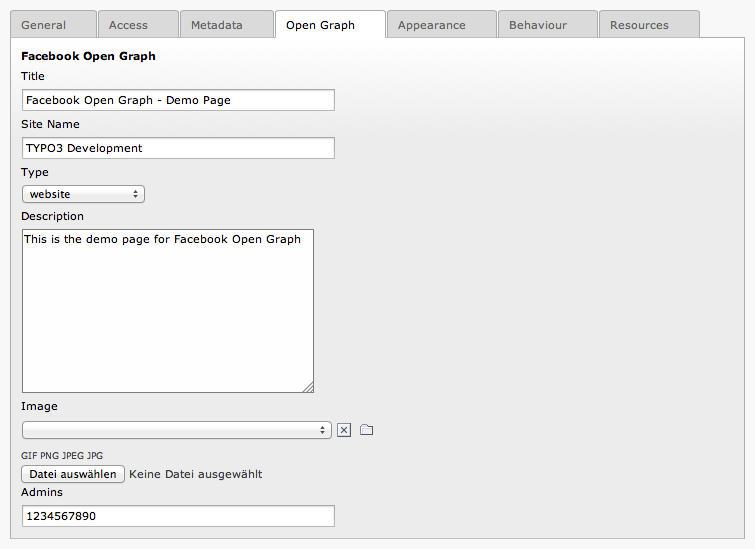 General Access Metadata Open Graph Appearance Behaviour Resources
Facebook Open Graph
Title
Facebook Open Graph - Demo Page
Site Name
TYPO3 Development
Type
website
Description
This is the demo page for Facebook Open Graph
Image
GIF PNG JPEG JPG
Datei auswählen Keine Datei ausgewählt
Admins
1234567890